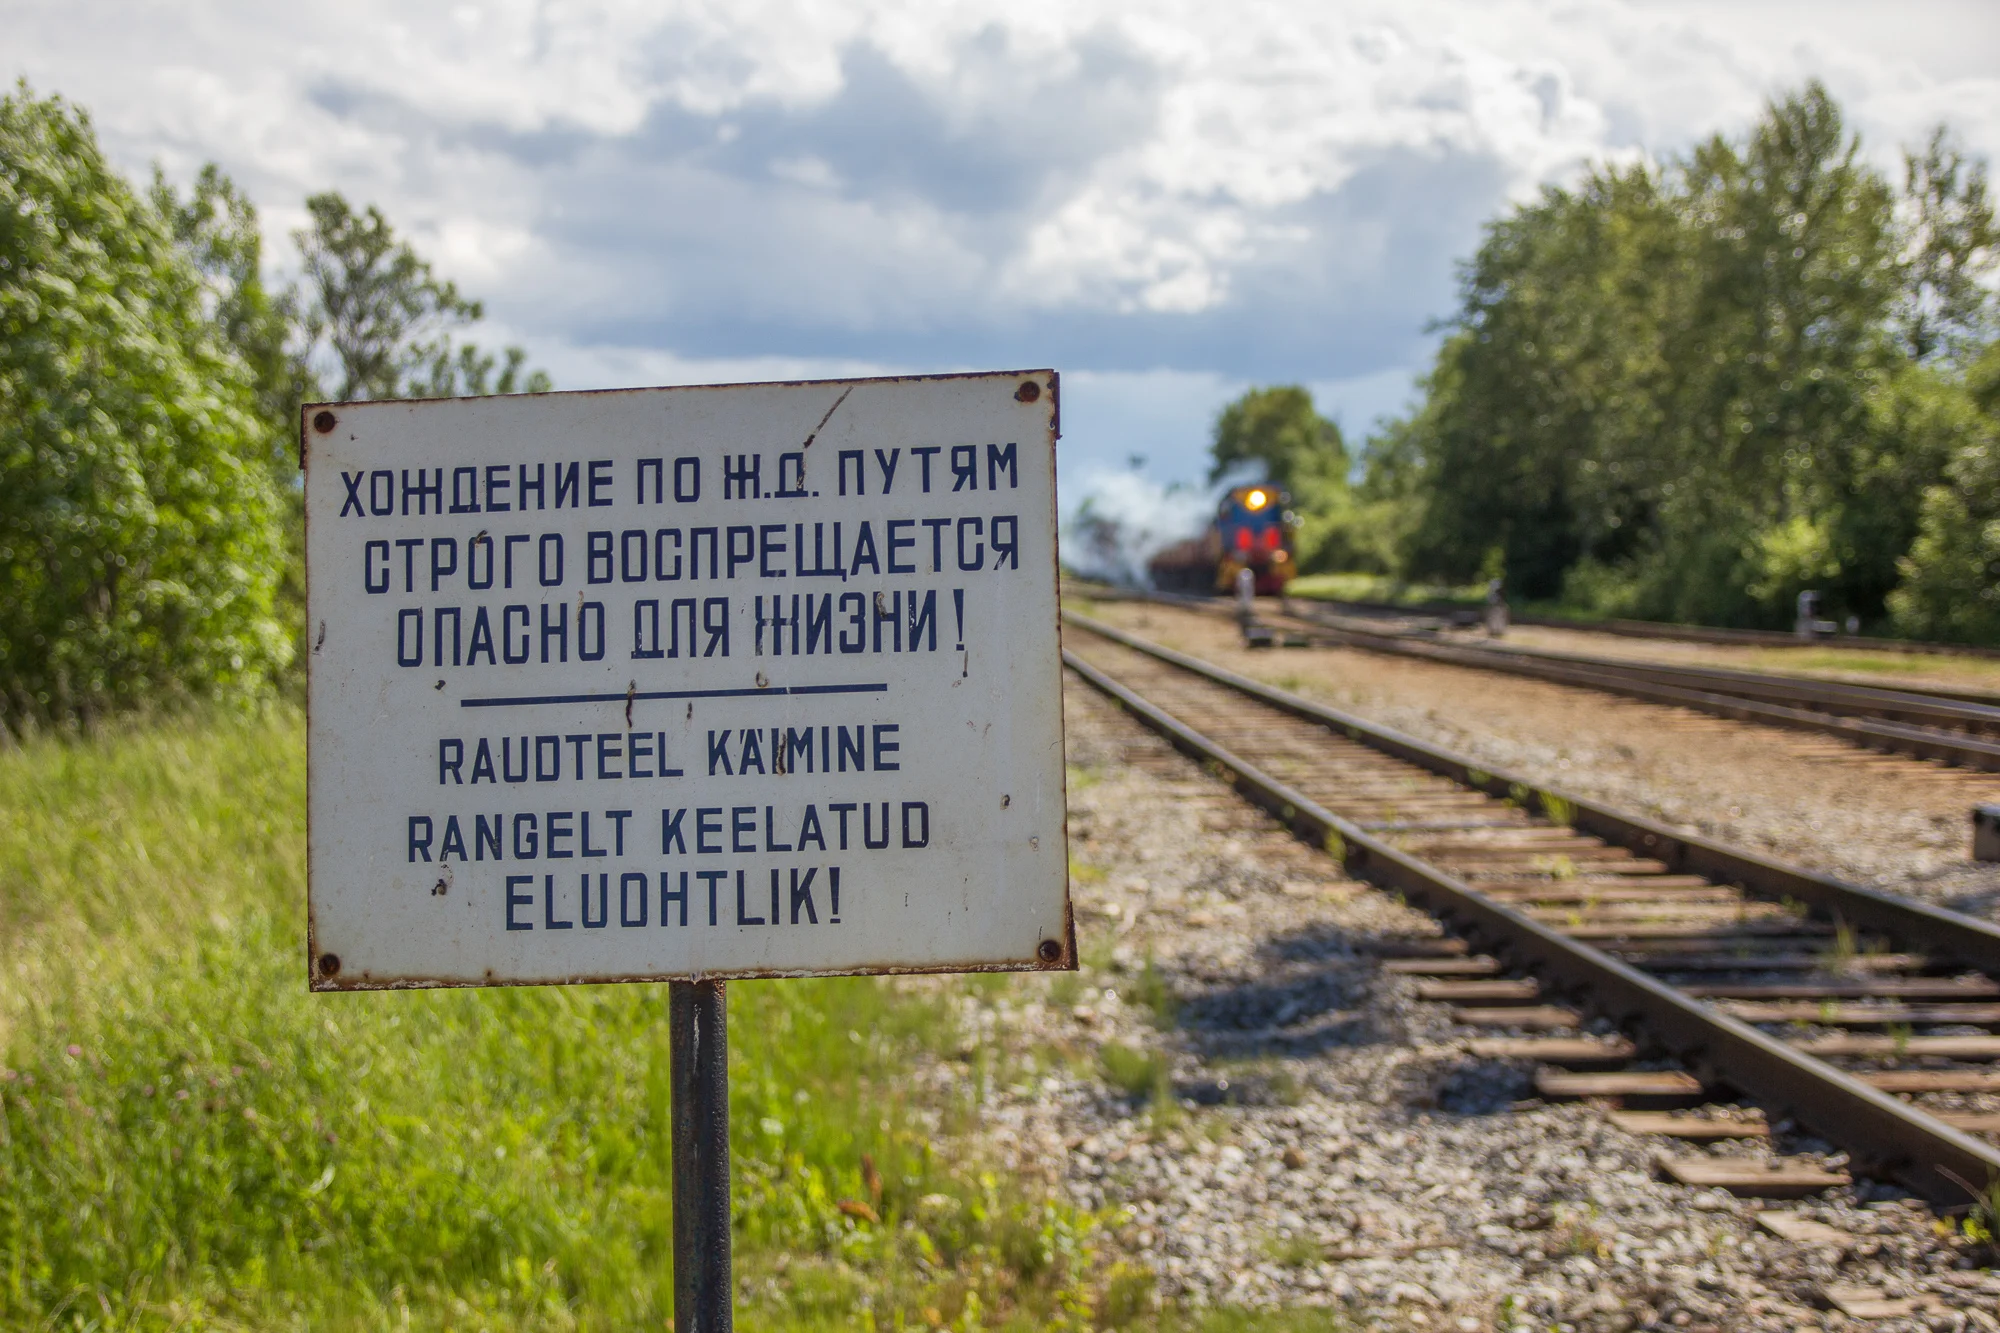 ХОЖДЕНИЕ ПО Ж.Д. ПУТЯМ
СТРОГО ВОСПРЕЩАЕТСЯ
ОПАСНО ДЛЯ ЖИЗНИ!
RAUDTEEL KÄIMINE
RANGELT KEELATUD
ELUOHTLIK!